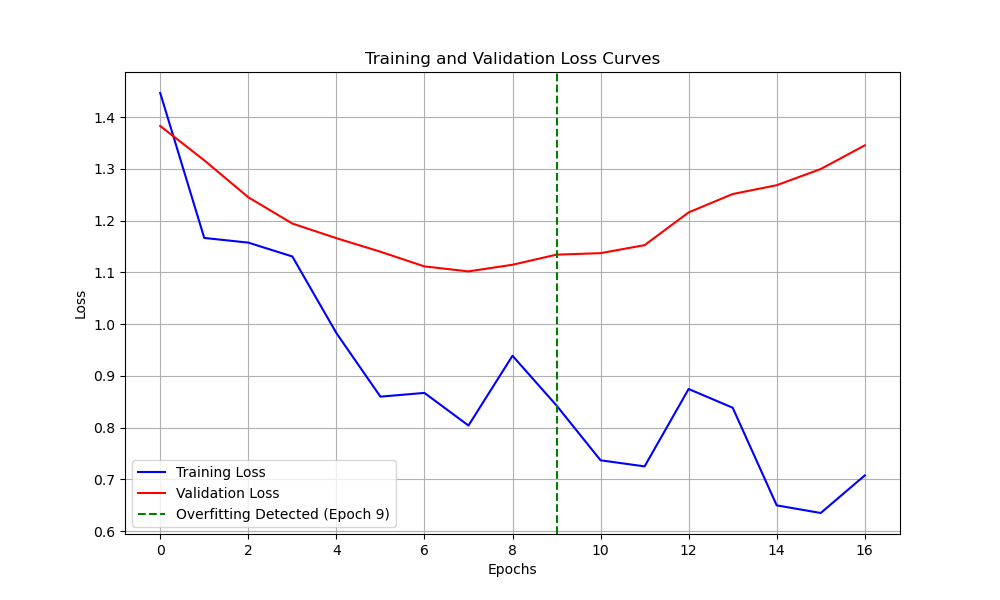 Training and Validation Loss Curves
Loss
1.4
1.3
1.2
1.1
1.0
0.9
0.8
0.7
0.6
Training Loss
Validation Loss
Overfitting Detected (Epoch 9)
0 2 4 6 8 10 12 14 16
Epochs